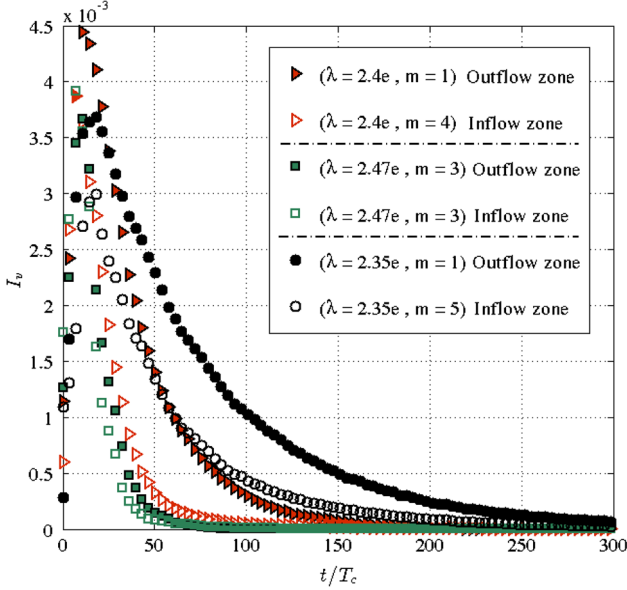 x 10⁻³
4.5
4
3.5
3
2.5
2
1.5
1
0.5
0
I_v
(λ = 2.4e , m = 1) Outflow zone
(λ = 2.4e , m = 4) Inflow zone
(λ = 2.47e , m = 3) Outflow zone
(λ = 2.47e , m = 3) Inflow zone
(λ = 2.35e , m = 1) Outflow zone
(λ = 2.35e , m = 5) Inflow zone
0 50 100 150 200 250 300
t/T_c